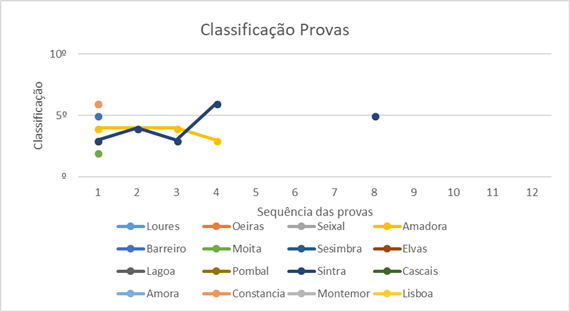 Classificação Provas
10º
5º
º
Classificação
1 2 3 4 5 6 7 8 9 10 11 12
Sequência das provas
Loures Oeiras Seixal Amadora
Barreiro Moita Sesimbra Elvas
Lagoa Pombal Sintra Cascais
Amora Constancia Montemor Lisboa